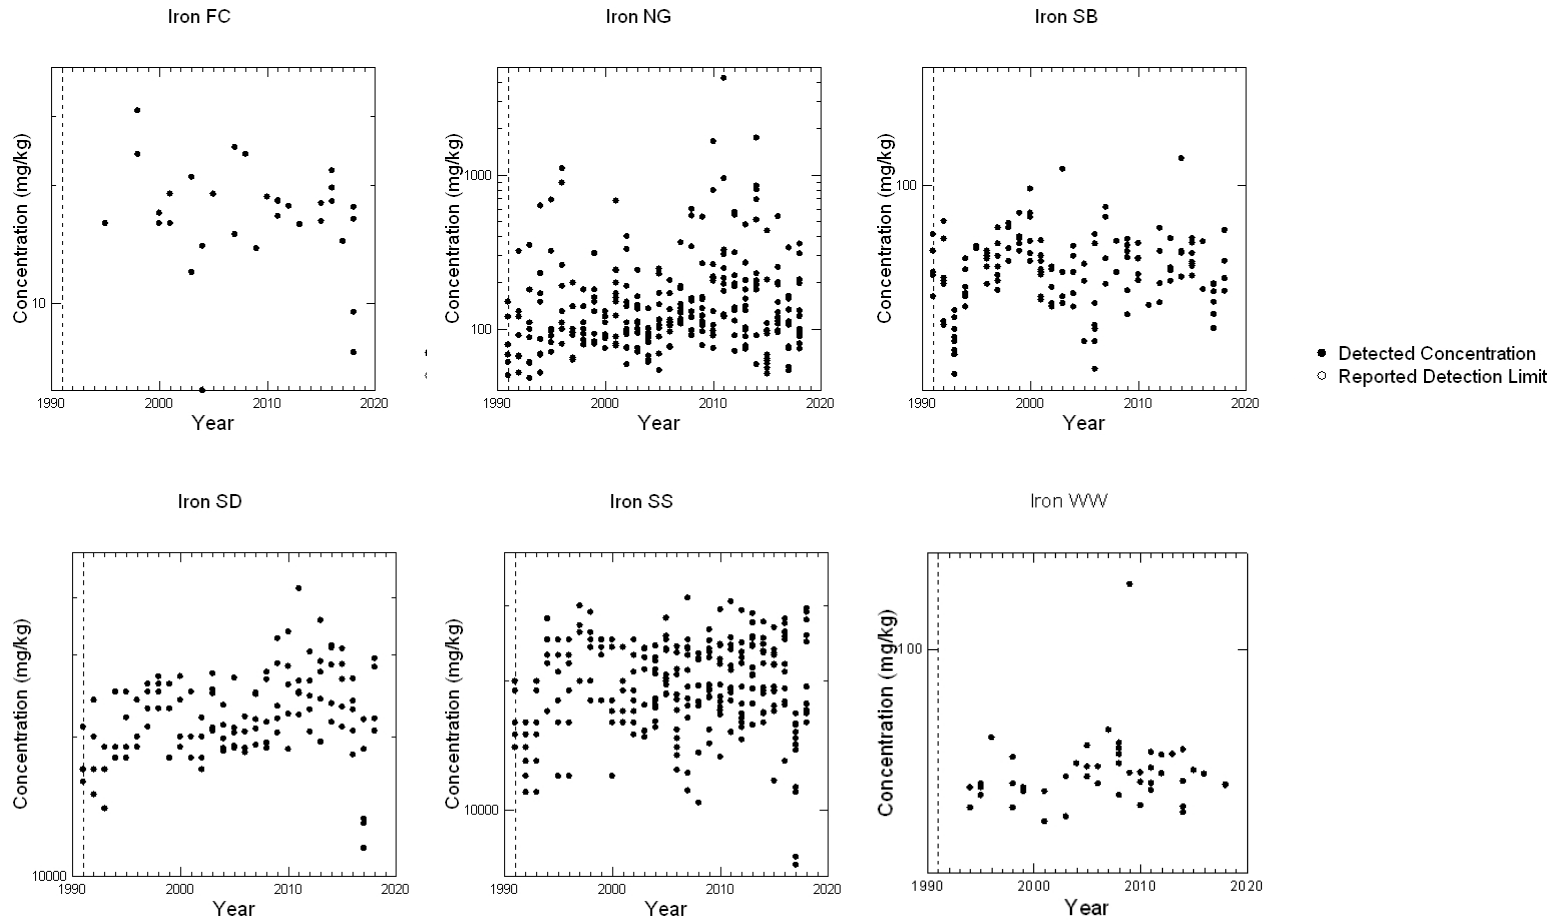 Iron FC
Iron NG
Iron SB
Concentration (mg/kg)
10
1990
2000
2010
2020
Year
Concentration (mg/kg)
1000
100
1990
2000
2010
2020
Year
Concentration (mg/kg)
100
1990
2000
2010
2020
Year
Detected Concentration
Reported Detection Limit
Iron SD
Iron SS
Iron WW
Concentration (mg/kg)
10000
1990
2000
2010
2020
Year
Concentration (mg/kg)
10000
1990
2000
2010
2020
Year
Concentration (mg/kg)
100
1990
2000
2010
2020
Year